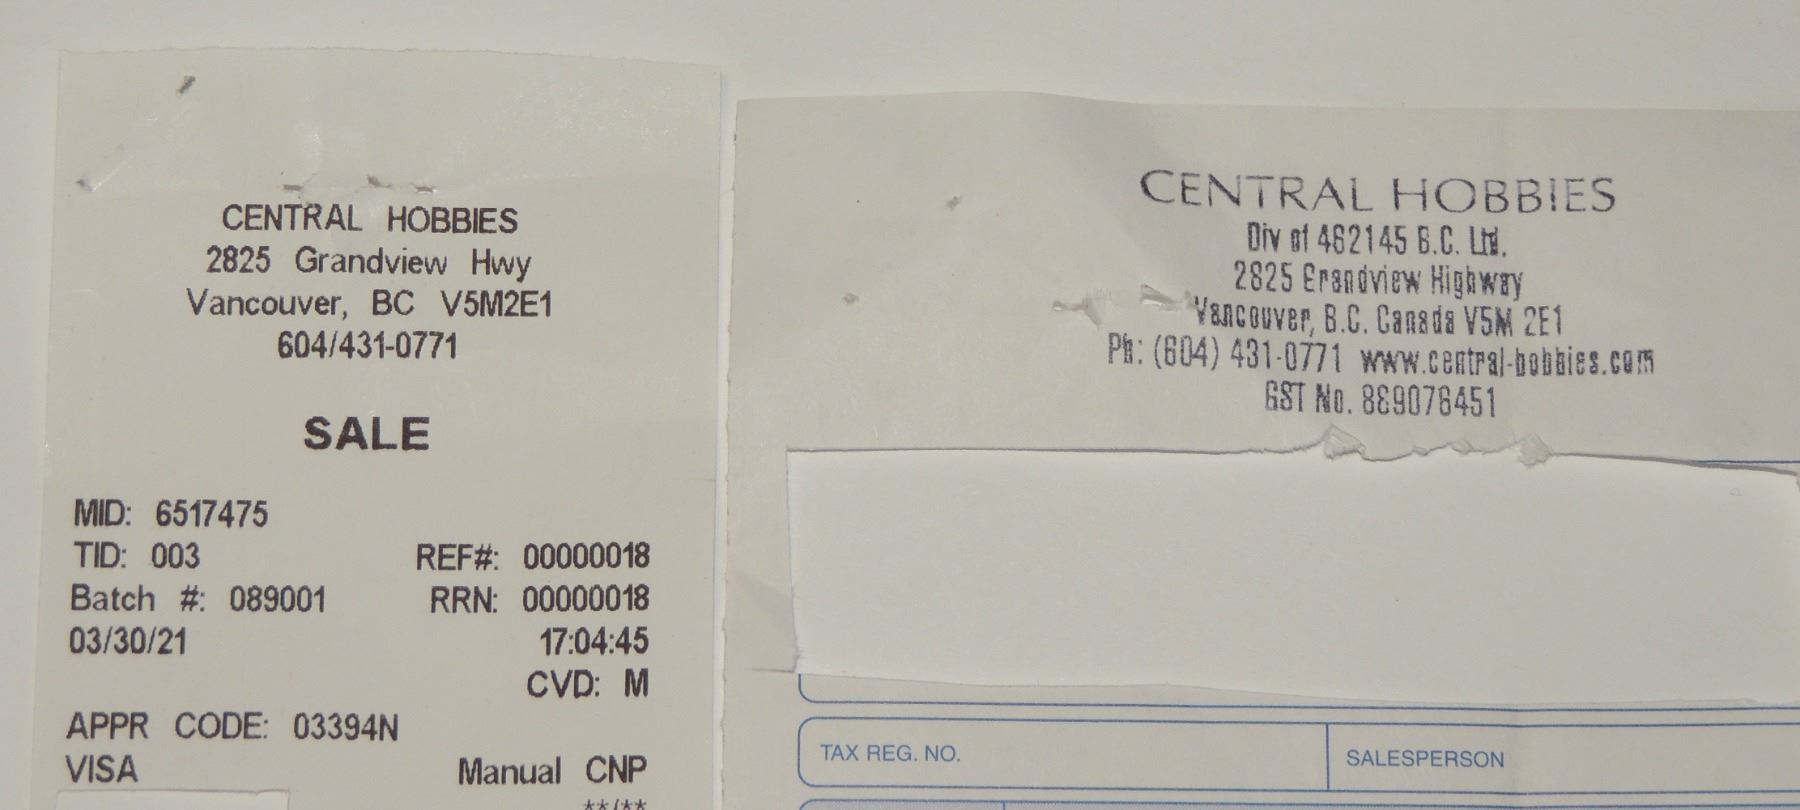 CENTRAL HOBBIES
2825 Grandview Hwy
Vancouver, BC V5M2E1
604/431-0771
SALE
MID: 6517475
TID: 003 REF#: 00000018
Batch #: 089001 RRN: 00000018
03/30/21 17:04:45
CVD: M
APPR CODE: 03394N
VISA Manual CNP
**/**
CENTRAL HOBBIES
Div of 462145 B.C. Ltd.
2825 Grandview Highway
Vancouver, B.C. Canada V5M 2E1
Ph: (604) 431-0771 www.central-hobbies.com
GST No. 889076451
TAX REG. NO. SALESPERSON